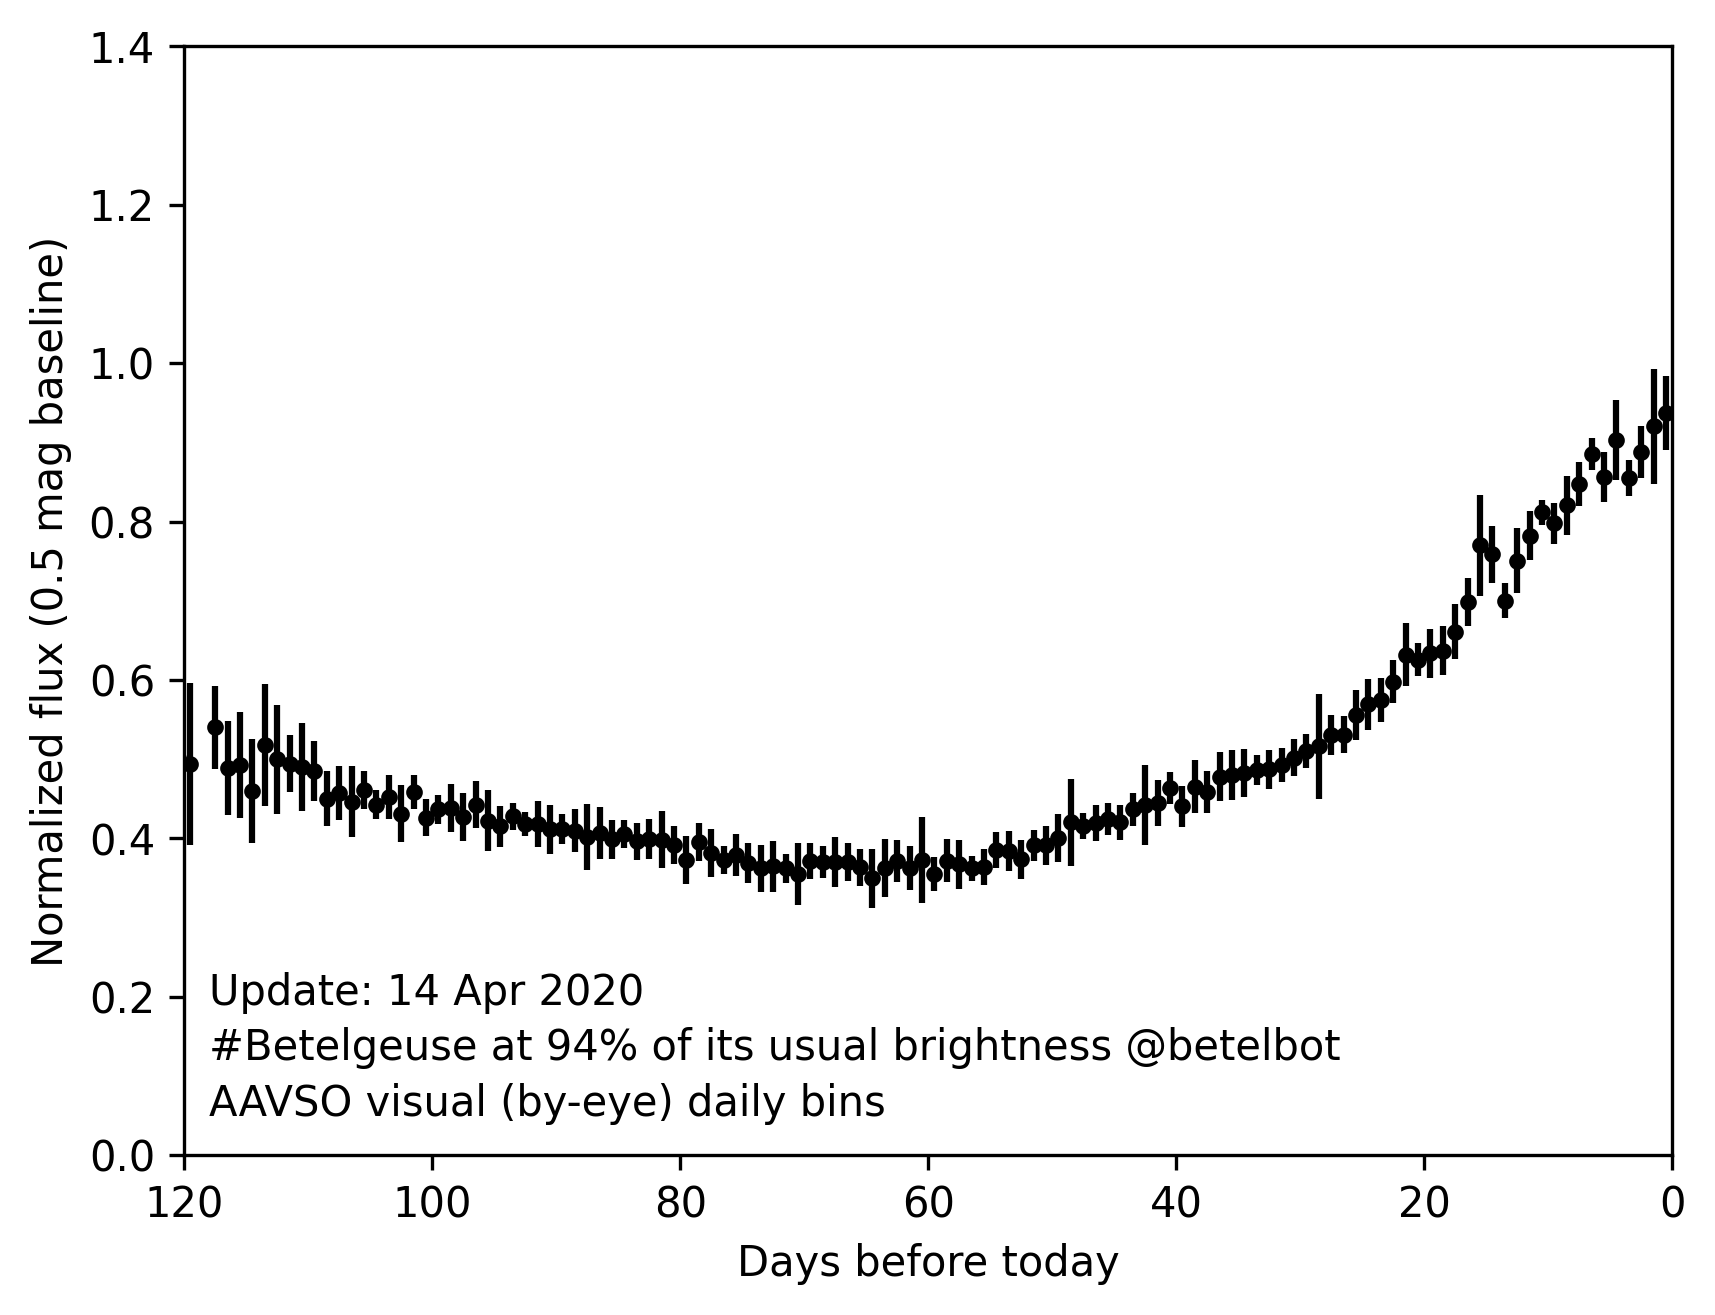 1.4
1.2
1.0
0.8
0.6
0.4
0.2
0.0
Normalized flux (0.5 mag baseline)
Update: 14 Apr 2020
#Betelgeuse at 94% of its usual brightness @betelbot
AAVSO visual (by-eye) daily bins
120 100 80 60 40 20 0
Days before today